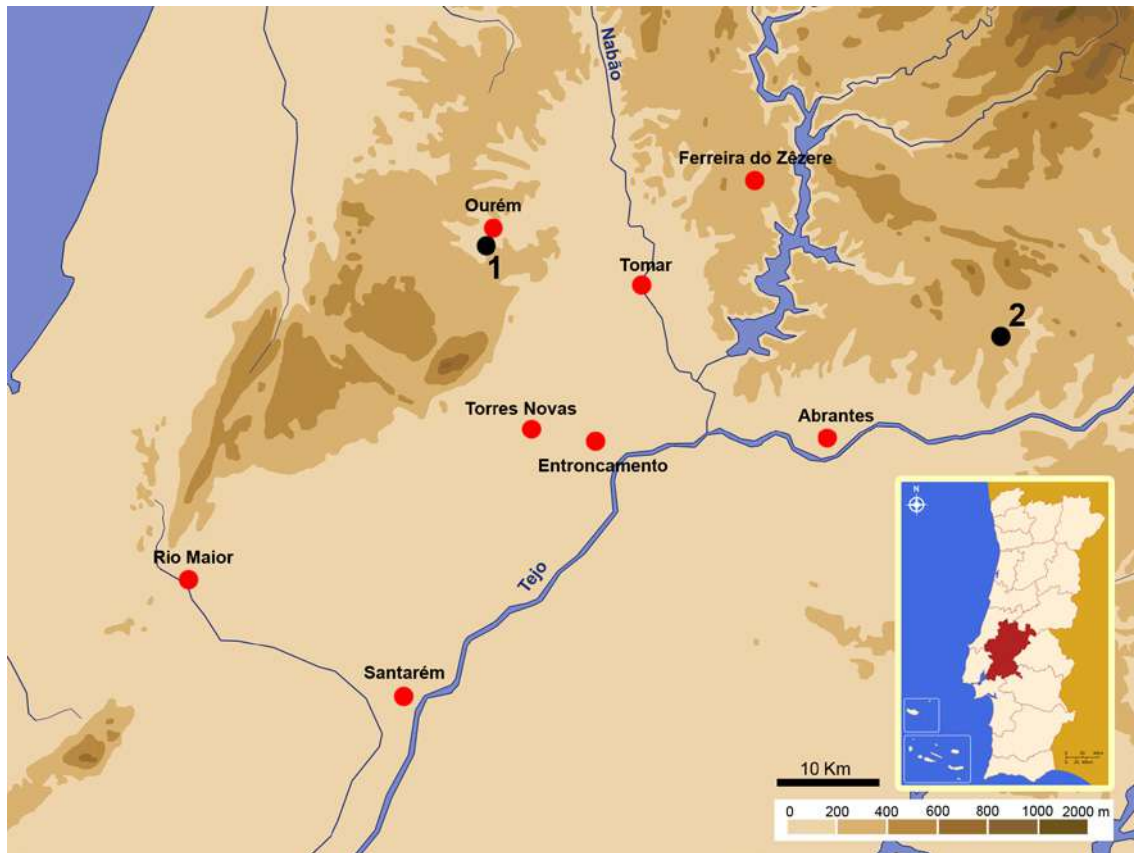 Nabão
Ferreira do Zêzere
Ourém
1
Tomar
2
Torres Novas
Abrantes
Entroncamento
Rio Maior
Tejo
Santarém
N
10 Km
0 200 400 600 800 1000 2000 m